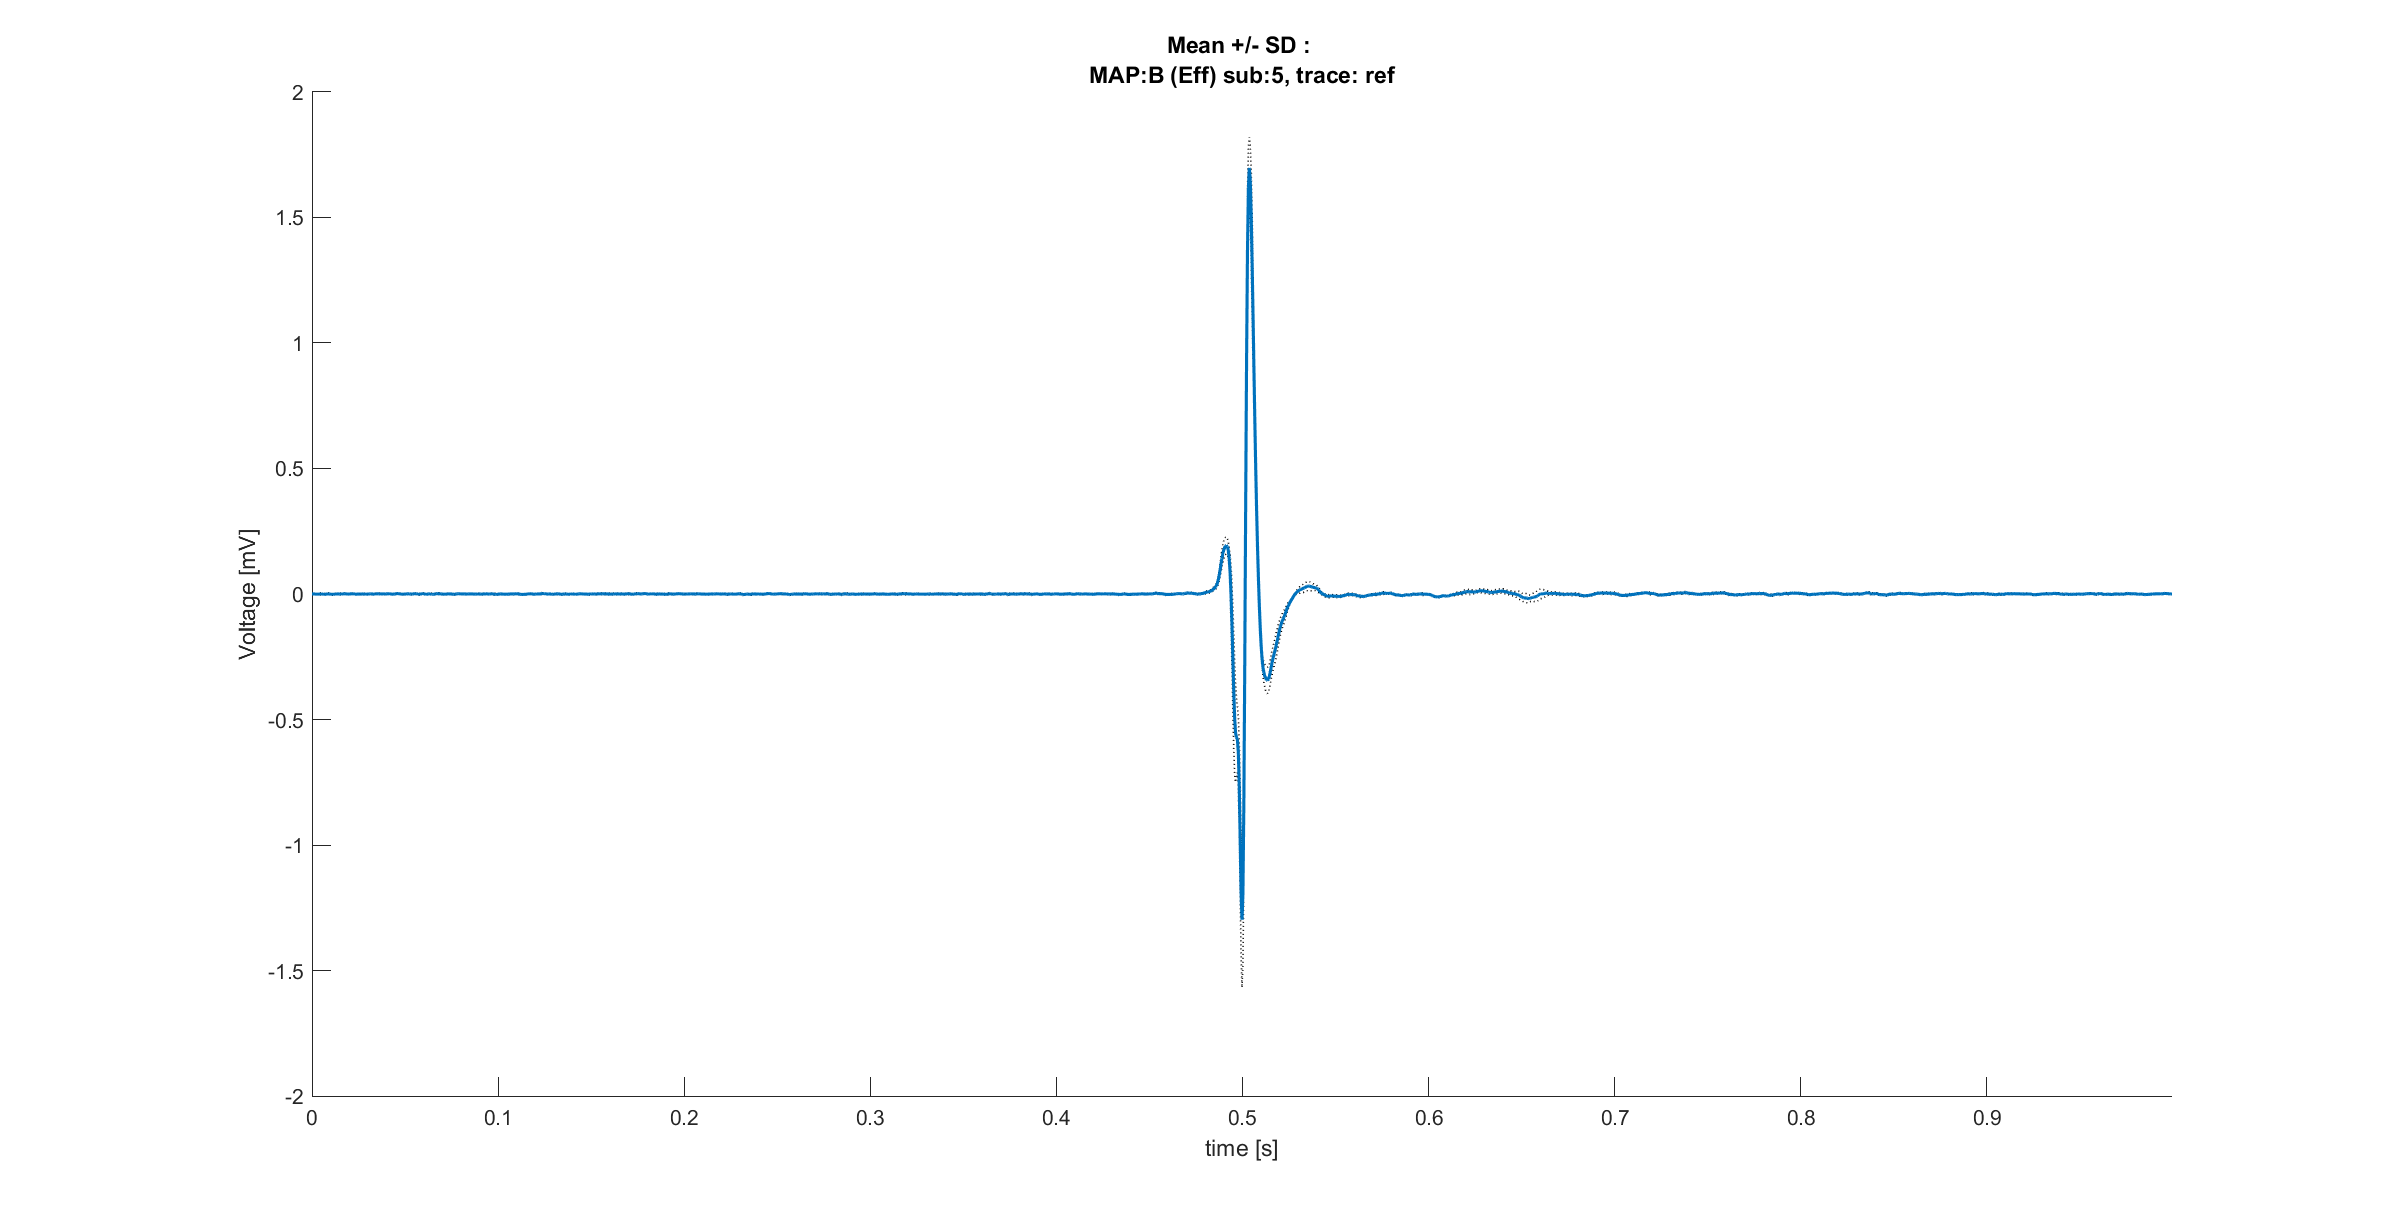 Mean +/- SD :
MAP:B (Eff) sub:5, trace: ref
2
1.5
1
0.5
0
-0.5
-1
-1.5
-2
Voltage [mV]
0 0.1 0.2 0.3 0.4 0.5 0.6 0.7 0.8 0.9
time [s]